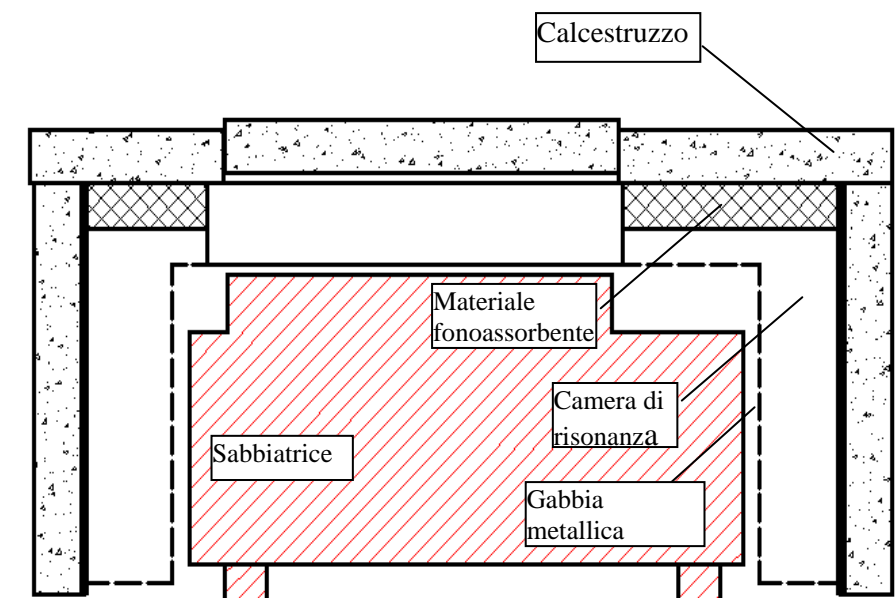 Calcestruzzo
Materiale
fonoassorbente
Camera di
risonanza
Sabbiatrice
Gabbia
metallica